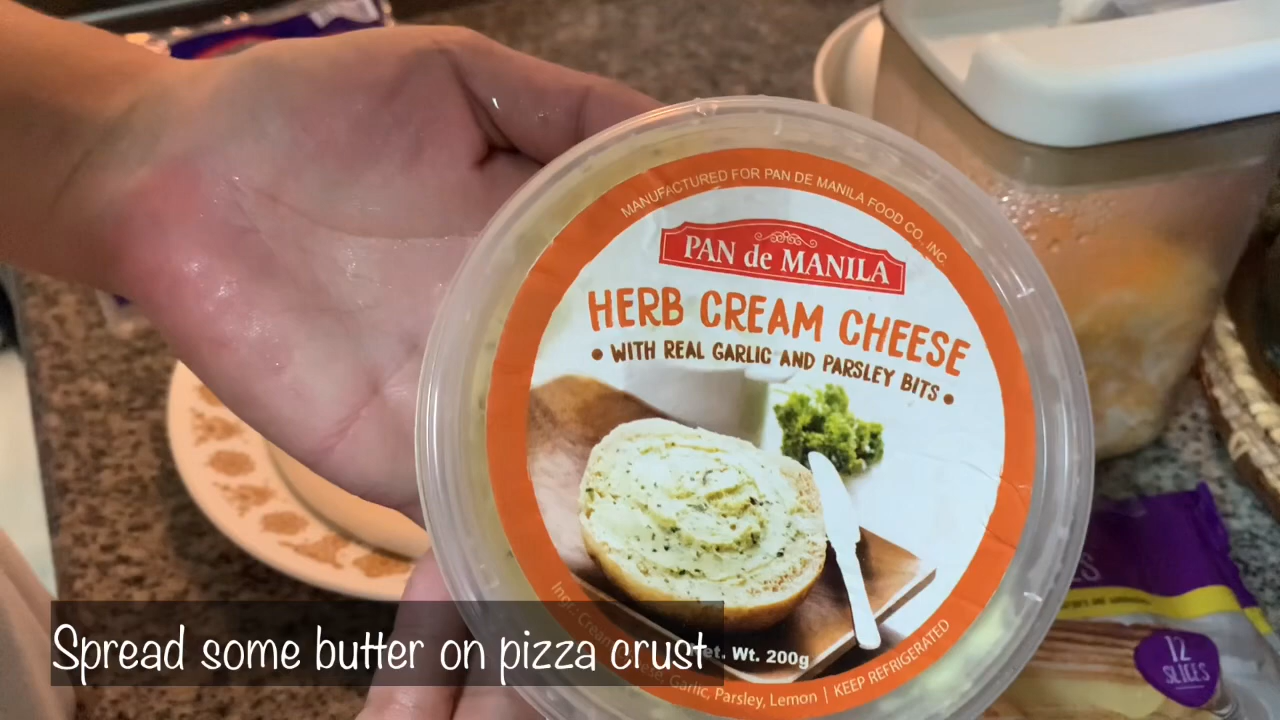 MANUFACTURED FOR PAN DE MANILA FOOD CO., INC.
PAN de MANILA
HERB CREAM CHEESE
• WITH REAL GARLIC AND PARSLEY BITS •
Net. Wt. 200g
Garlic, Parsley, Lemon | KEEP REFRIGERATED
12
SLICES
Spread some butter on pizza crust